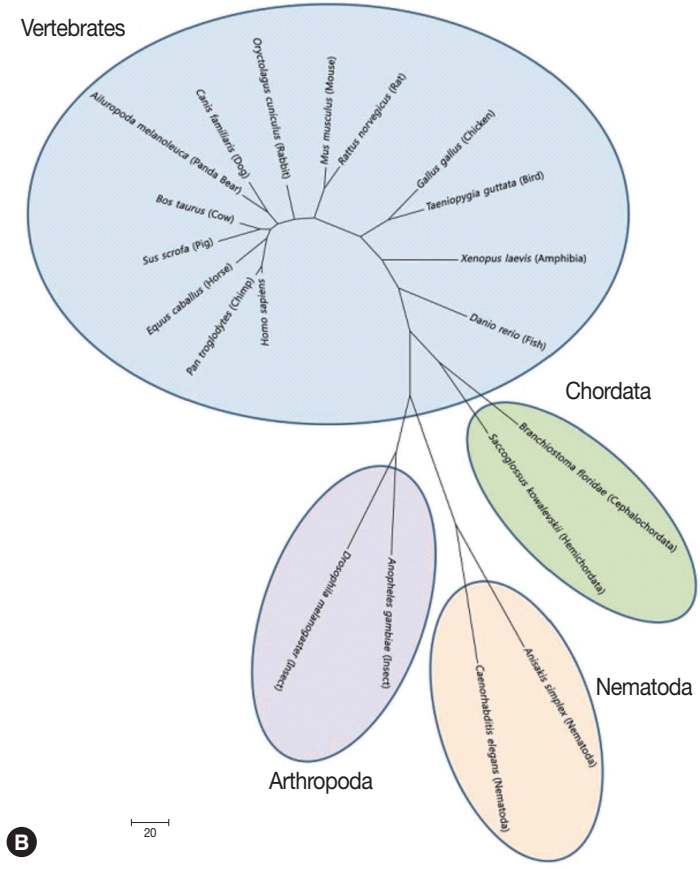 Vertebrates
Ailuropoda melanoleuca (Panda Bear)
Canis familiaris (Dog)
Oryctolagus cuniculus (Rabbit)
Mus musculus (Mouse)
Rattus norvegicus (Rat)
Gallus gallus (Chicken)
Taeniopygia guttata (Bird)
Bos taurus (Cow)
Sus scrofa (Pig)
Equus caballus (Horse)
Pan troglodytes (Chimp)
Homo sapiens
Xenopus laevis (Amphibia)
Danio rerio (Fish)
Chordata
Branchiostoma floridae (Cephalochordata)
Saccoglossus kowalevskii (Hemichordata)
Drosophila melanogaster (Insect)
Anopheles gambiae (Insect)
Arthropoda
Anisakis simplex (Nematoda)
Caenorhabditis elegans (Nematoda)
Nematoda
20
B